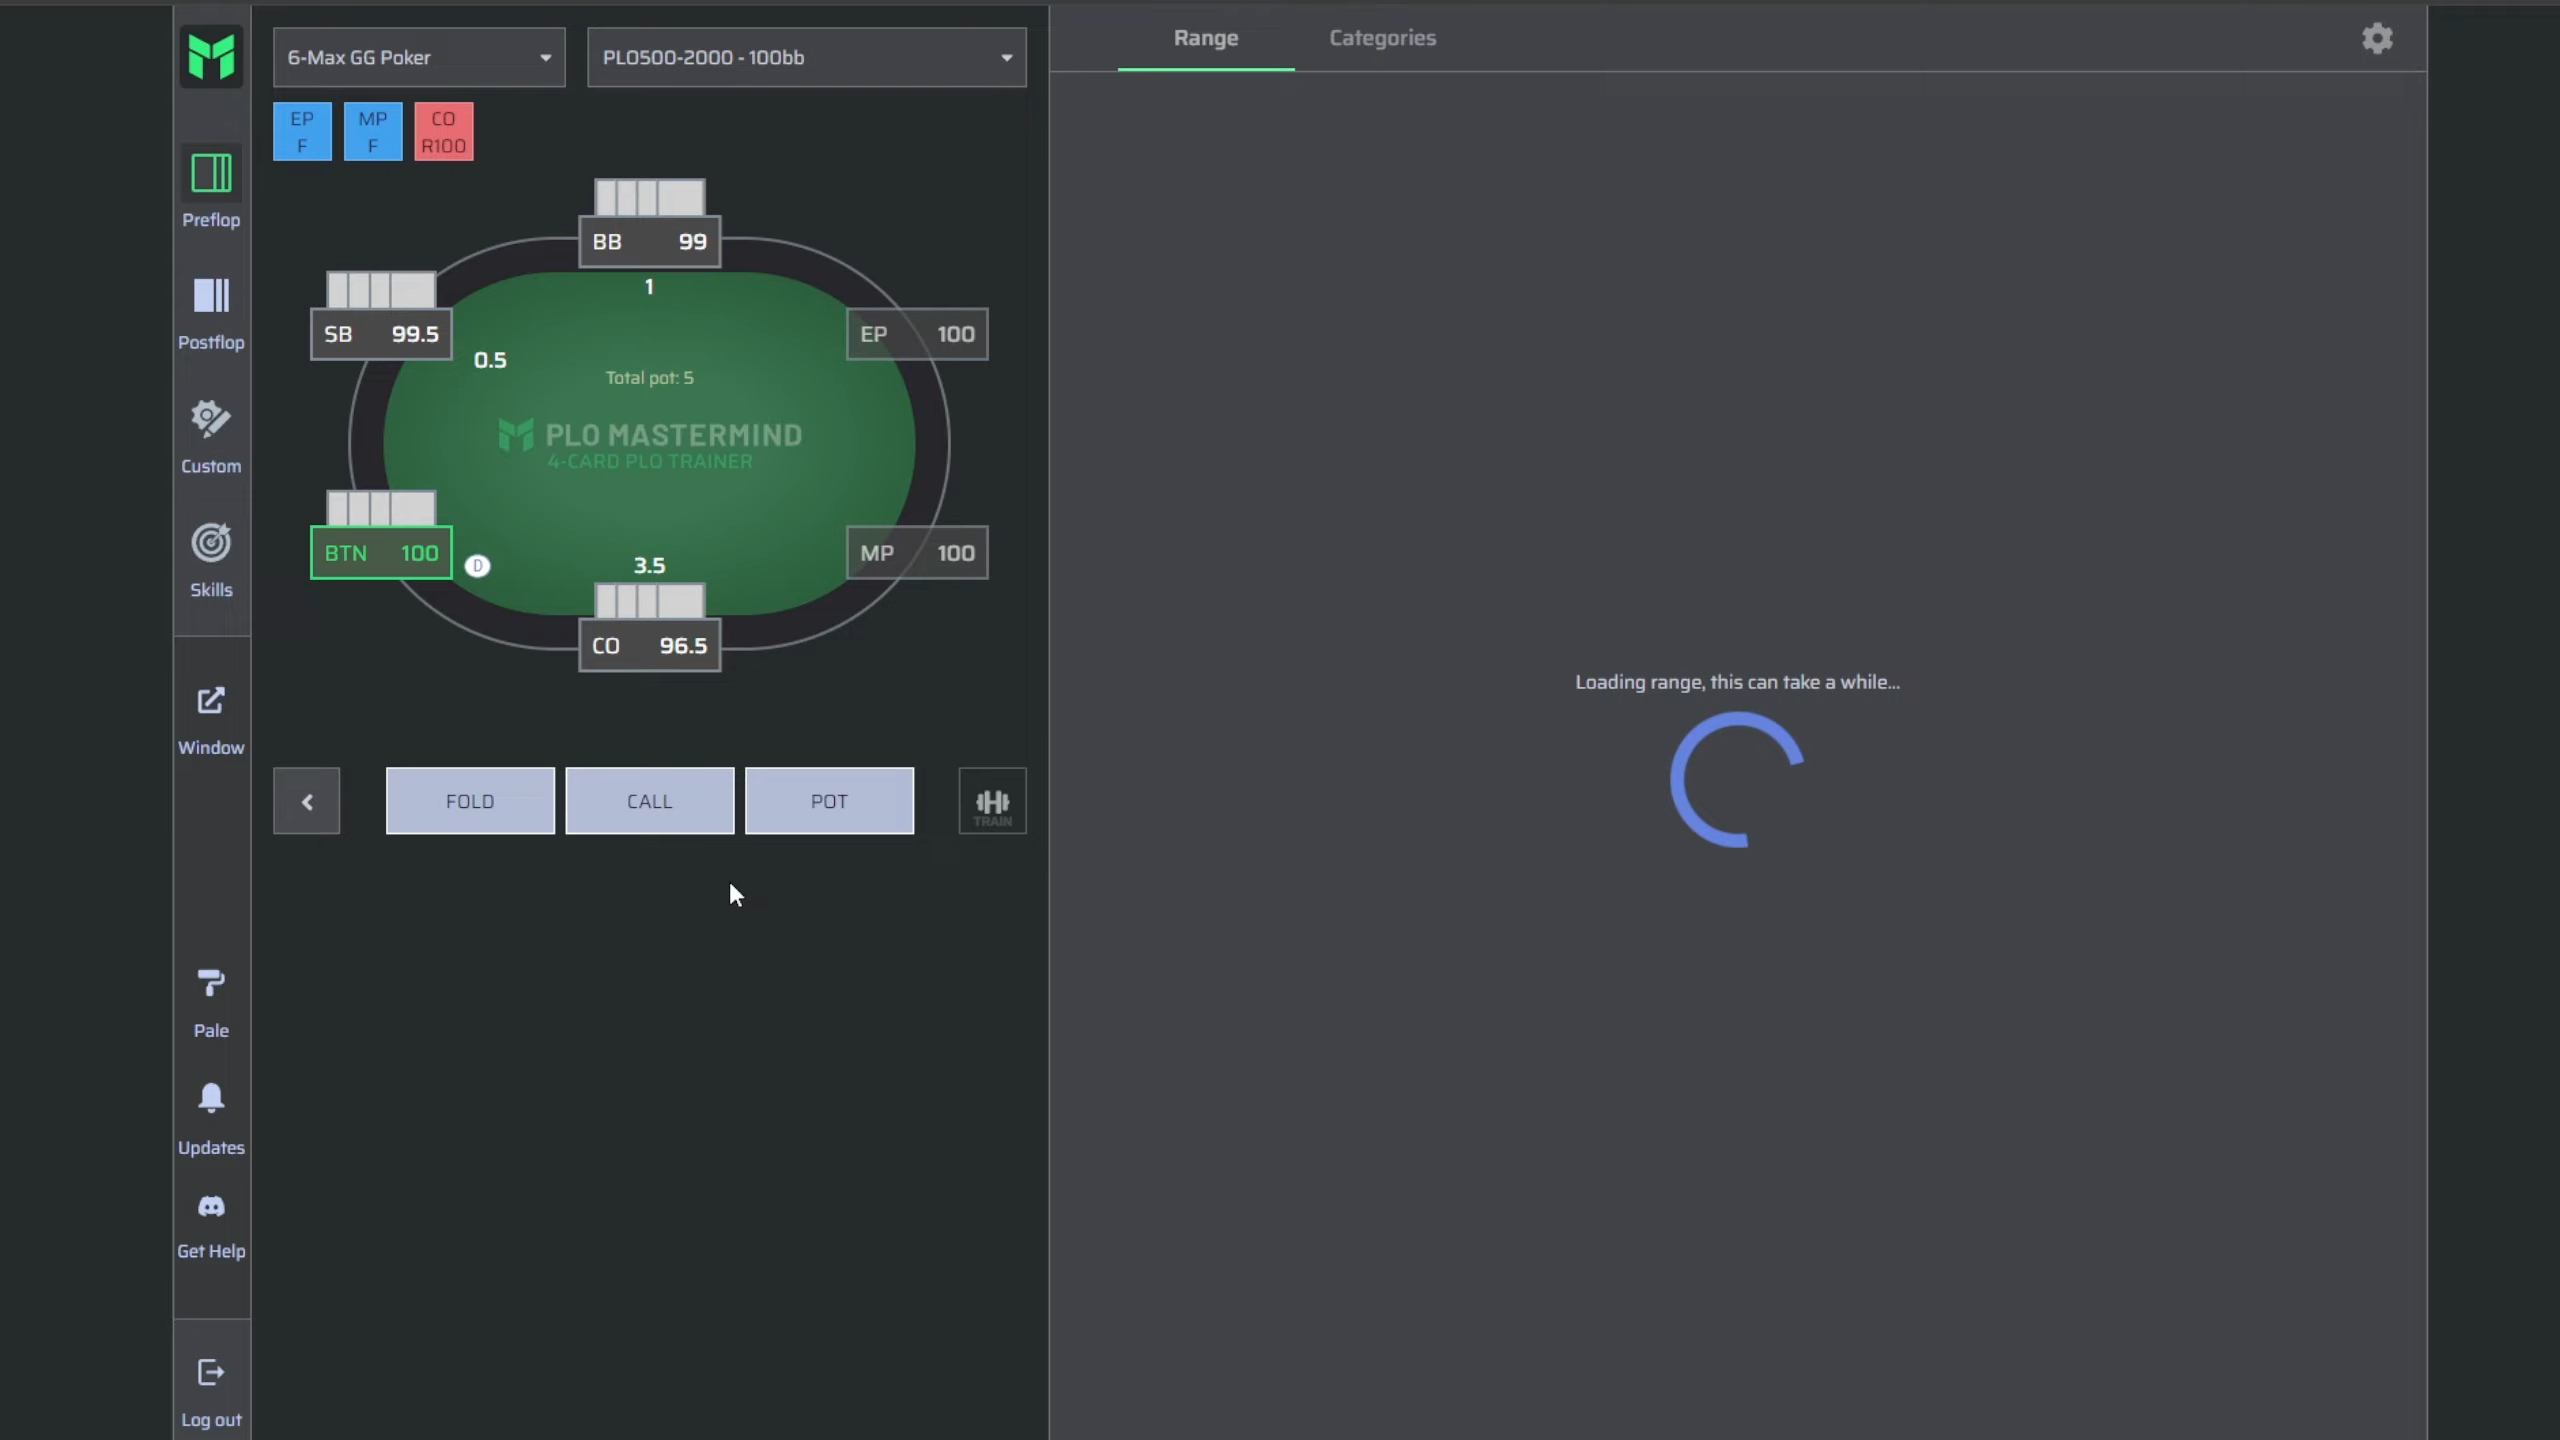 6-Max GG Poker
PLO500-2000 - 100bb
Range
Categories
EP
F
MP
F
CO
R100
Preflop
Postflop
Custom
Skills
Window
Pale
Updates
Get Help
Log out
BB 99
1
SB 99.5
0.5
EP 100
Total pot: 5
PLO MASTERMIND
4-CARD PLO TRAINER
BTN 100
D
MP 100
3.5
CO 96.5
FOLD
CALL
POT
TRAIN
Loading range, this can take a while...